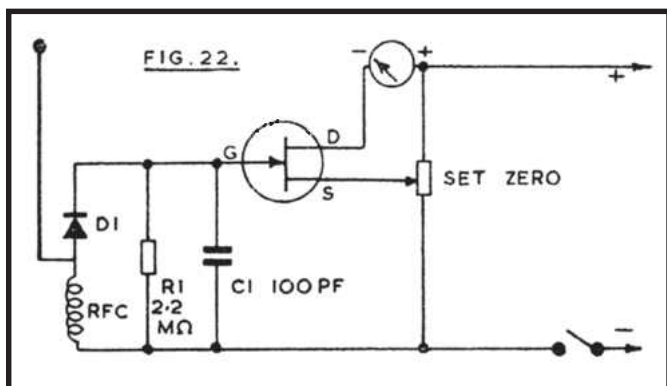 FIG. 22.
- +
+
D
G
S
SET ZERO
D1
R1
2·2
MΩ
C1 100PF
RFC
-